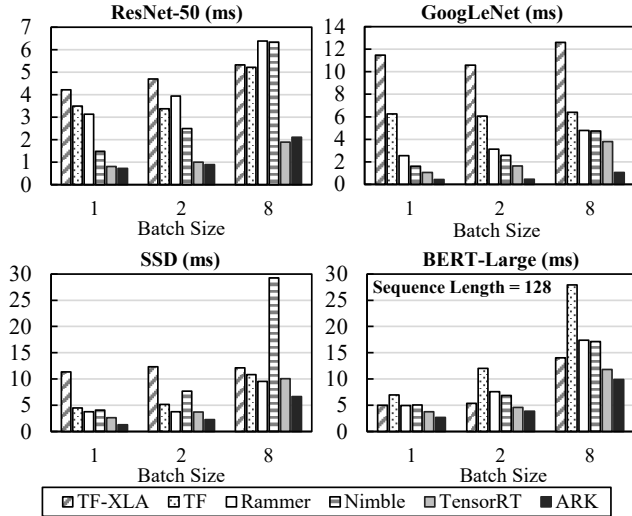 ResNet-50 (ms)
7
6
5
4
3
2
1
0
1 2 8
Batch Size
GoogLeNet (ms)
14
12
10
8
6
4
2
0
1 2 8
Batch Size
SSD (ms)
30
25
20
15
10
5
0
1 2 8
Batch Size
BERT-Large (ms)
Sequence Length = 128
30
25
20
15
10
5
0
1 2 8
Batch Size
TF-XLA TF Rammer Nimble TensorRT ARK